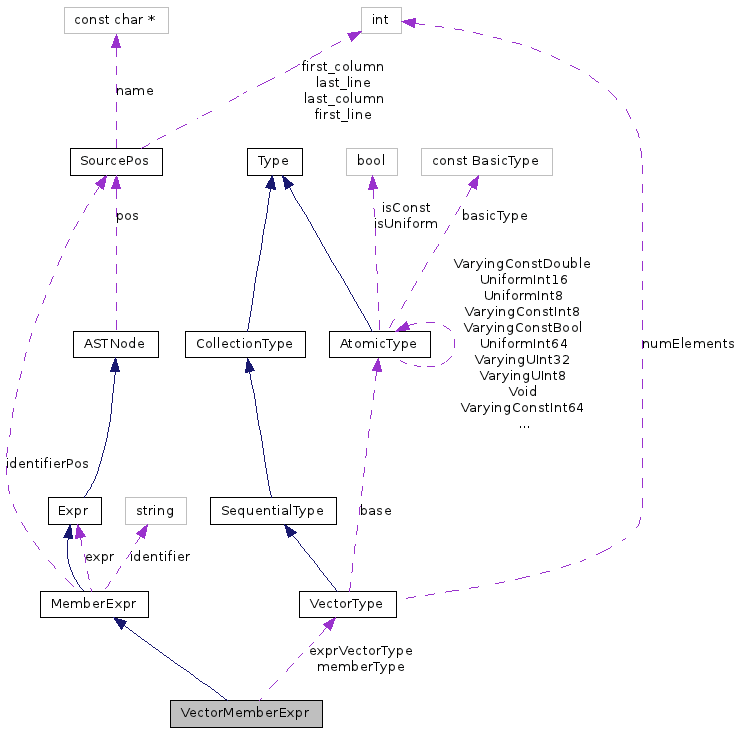 const char *
int
first_column
last_line
last_column
first_line
name
SourcePos
Type
bool
const BasicType
pos
isConst
isUniform
basicType
VaryingConstDouble
UniformInt16
UniformInt8
VaryingConstInt8
VaryingConstBool
UniformInt64
VaryingUInt32
VaryingUInt8
Void
VaryingConstInt64
...
ASTNode
CollectionType
AtomicType
numElements
identifierPos
Expr
string
SequentialType
base
expr
identifier
MemberExpr
VectorType
exprVectorType
memberType
VectorMemberExpr